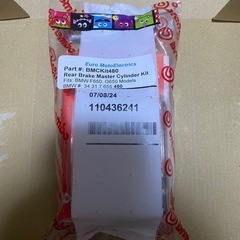 Euro MotoElectrics
Part #: BMCKit480
Rear Brake Master Cylinder Kit
Fits: BMW F650, G650 Models
BMW #: 34 31 7 655 480
07/08/24
110436241